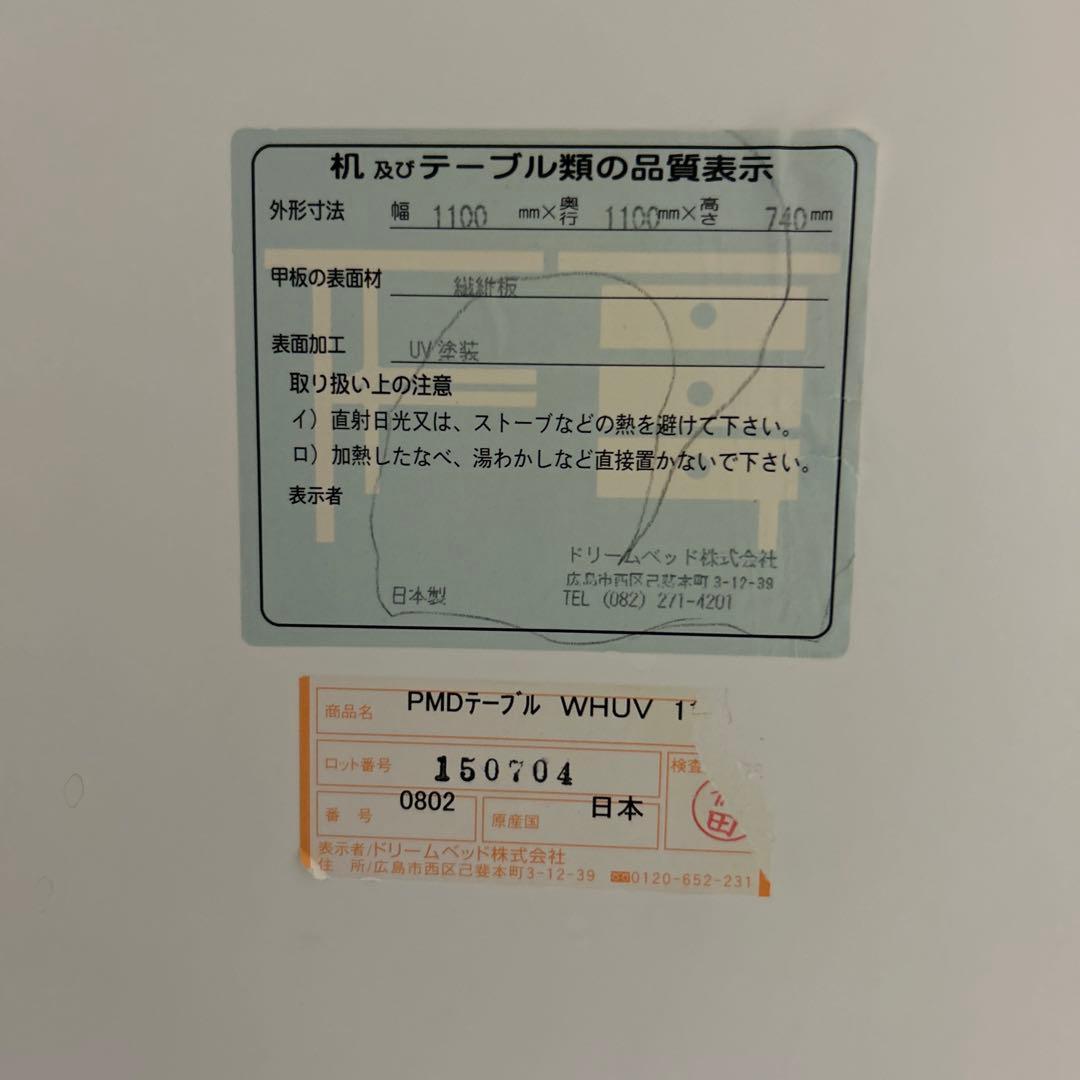 机及びテーブル類の品質表示
外形寸法 幅 1100 mm×奥行 1100mm×高さ 740mm
甲板の表面材 繊維板
表面加工 UV塗装
取り扱い上の注意
イ）直射日光又は、ストーブなどの熱を避けて下さい。
ロ）加熱したなべ、湯わかしなど直接置かないで下さい。
表示者
ドリームベッド株式会社
広島市西区己斐本町3-12-39
日本製 TEL (082) 271-4201
商品名 PMDテーブル WHUV 11
ロット番号 150704 検査
番号 0802 原産国 日本
表示者/ドリームベッド株式会社
住 所/広島市西区己斐本町3-12-39 0120-652-231